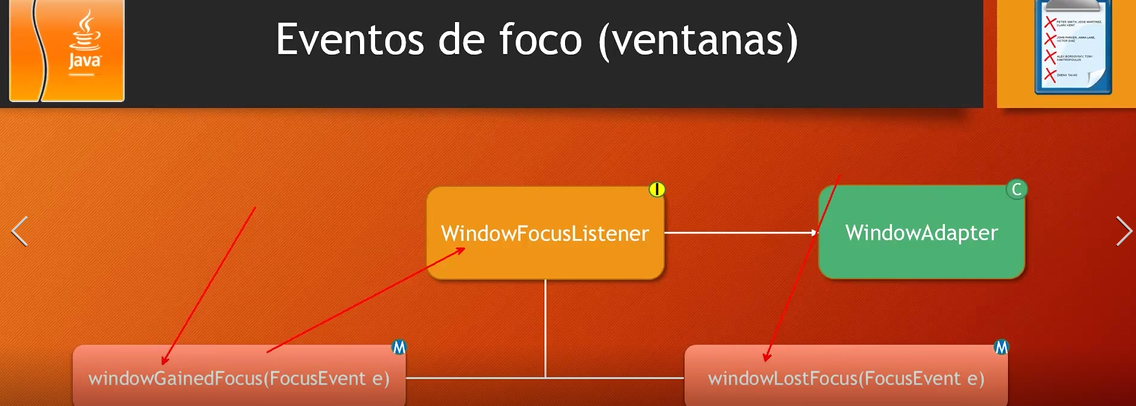 Java
Eventos de foco (ventanas)
I
C
WindowFocusListener
WindowAdapter
M
M
windowGainedFocus(FocusEvent e)
windowLostFocus(FocusEvent e)